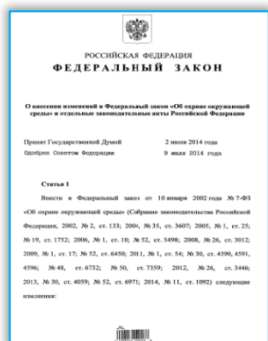 РОССИЙСКАЯ ФЕДЕРАЦИЯ
ФЕДЕРАЛЬНЫЙ ЗАКОН
О внесении изменений в Федеральный закон «Об охране окружающей
среды» и отдельные законодательные акты Российской Федерации
Принят Государственной Думой 2 июля 2014 года
Одобрен Советом Федерации 9 июля 2014 года
Статья 1
Внести в Федеральный закон от 10 января 2002 года № 7-ФЗ
«Об охране окружающей среды» (Собрание законодательства Российской
Федерации, 2002, № 2, ст. 133; 2004, № 35, ст. 3607; 2005, № 1, ст. 25;
№ 19, ст. 1752; 2006, № 1, ст. 10; № 52, ст. 5498; 2008, № 26, ст. 3012;
2009, № 1, ст. 17; № 52, ст. 6450; 2011, № 1, ст. 54; № 30, ст. 4590, 4591,
4596; № 48, ст. 6732; № 50, ст. 7359; 2012, № 26, ст. 3446;
2013, № 30, ст. 4059; № 52, ст. 6971; 2014, № 11, ст. 1092) следующие
изменения: